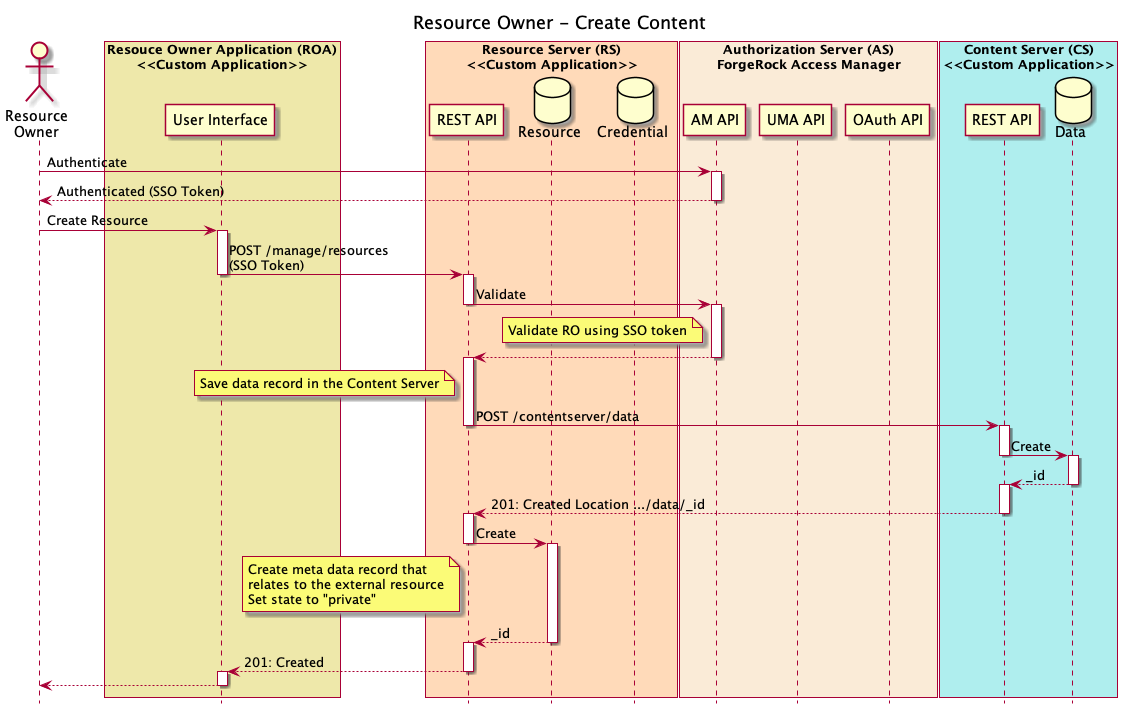 Resource Owner - Create Content
Resouce Owner Application (ROA)
<<Custom Application>>
Resource Server (RS)
<<Custom Application>>
Authorization Server (AS)
ForgeRock Access Manager
Content Server (CS)
<<Custom Application>>
Resource
Owner
User Interface
REST API
Resource
Credential
AM API
UMA API
OAuth API
REST API
Data
Authenticate
Authenticated (SSO Token)
Create Resource
POST /manage/resources
(SSO Token)
Validate
Validate RO using SSO token
Save data record in the Content Server
POST /contentserver/data
Create
_id
201: Created Location .../data/_id
Create
Create meta data record that
relates to the external resource
Set state to "private"
_id
201: Created